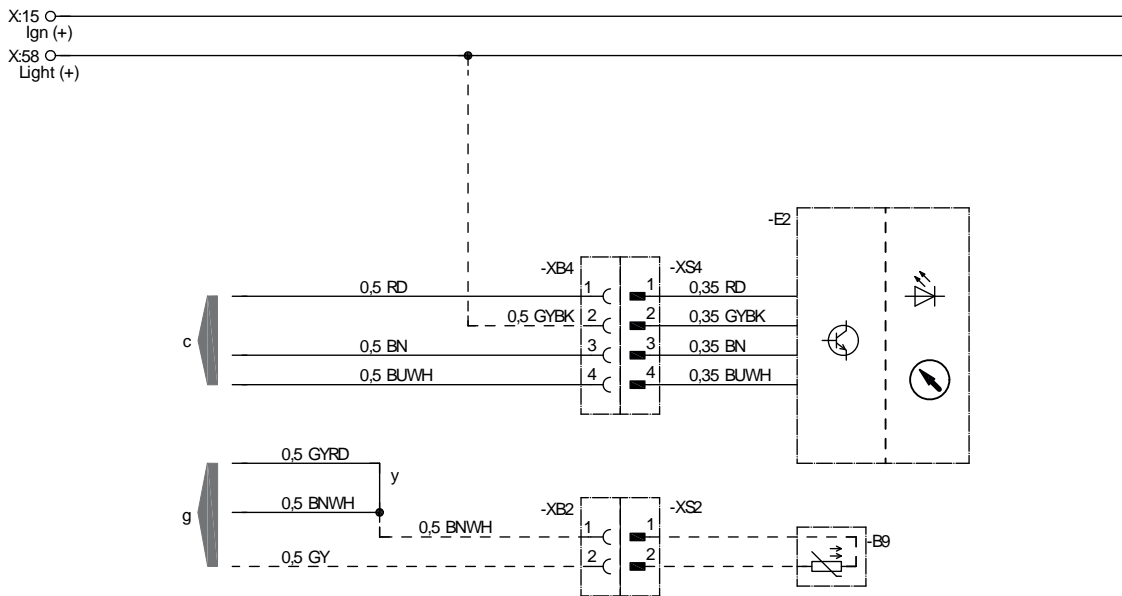 X:15
Ign (+)
X:58
Light (+)
-E2
-XB4 -XS4
0,5 RD 1 1 0,35 RD
0,5 GYBK 2 2 0,35 GYBK
c 0,5 BN 3 3 0,35 BN
0,5 BUWH 4 4 0,35 BUWH
0,5 GYRD
y
g 0,5 BNWH -XB2 -XS2
0,5 BNWH 1 1
-B9
0,5 GY 2 2